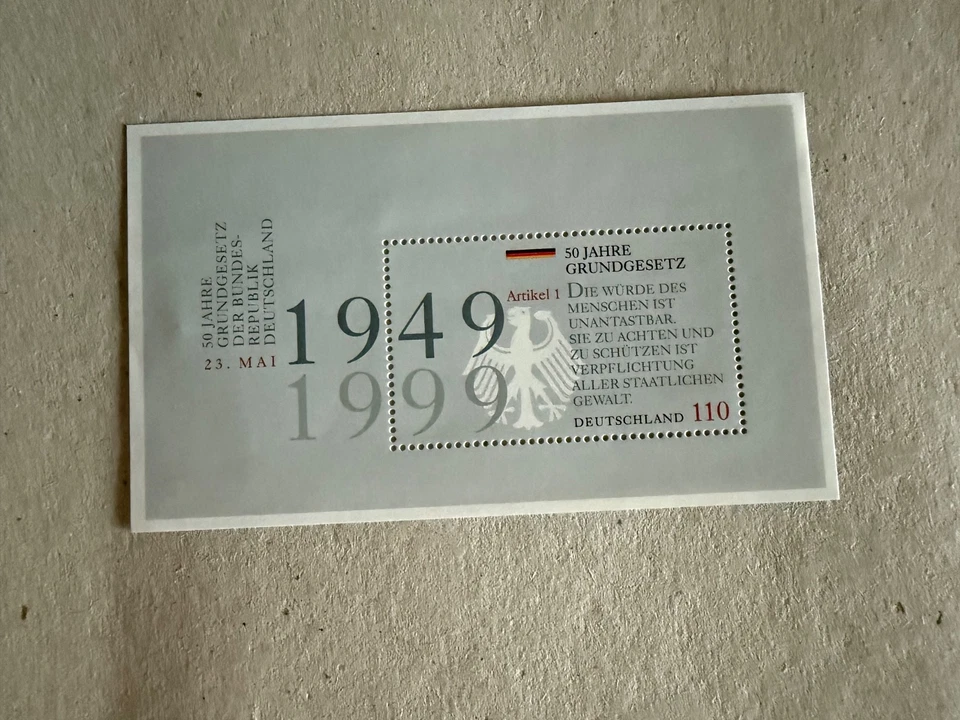 50 JAHRE
GRUNDGESETZ
DER BUNDES-
REPUBLIK
DEUTSCHLAND
23. MAI
1949
1999
50 JAHRE
GRUNDGESETZ
Artikel 1
DIE WÜRDE DES
MENSCHEN IST
UNANTASTBAR.
SIE ZU ACHTEN UND
ZU SCHÜTZEN IST
VERPFLICHTUNG
ALLER STAATLICHEN
GEWALT.
DEUTSCHLAND 110